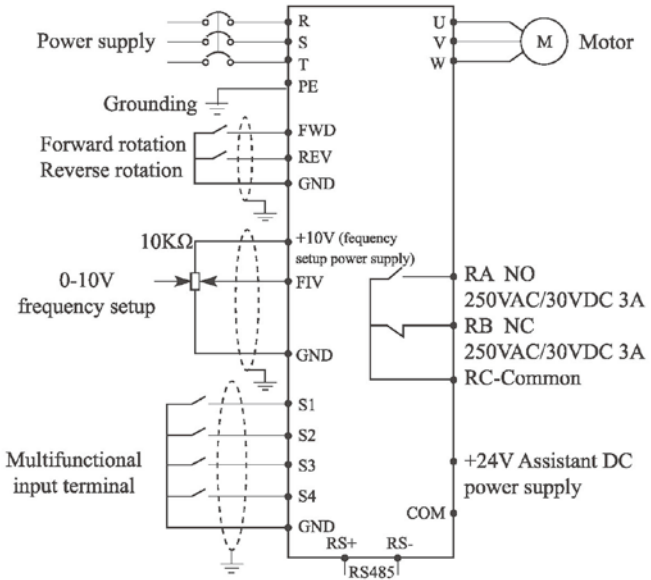 Power supply
R
S
T
PE
Grounding
Forward rotation
Reverse rotation
FWD
REV
GND
10KΩ
+10V (fequency
setup power supply)
0-10V
frequency setup
FIV
GND
Multifunctional
input terminal
S1
S2
S3
S4
GND
U
V
W
M
Motor
RA NO
250VAC/30VDC 3A
RB NC
250VAC/30VDC 3A
RC-Common
+24V Assistant DC
power supply
COM
RS+ RS-
RS485